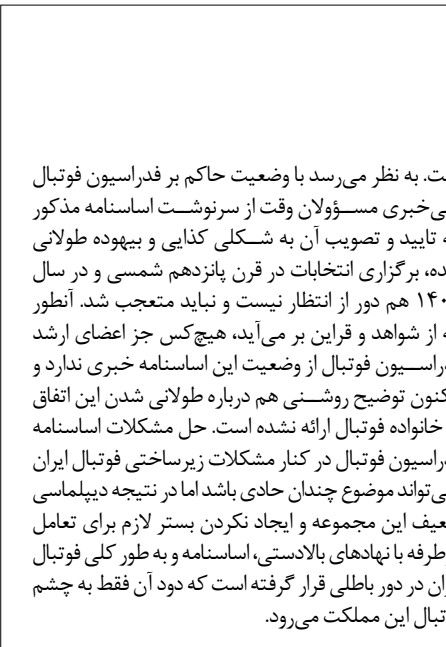 ت. به نظر می‌رسد با وضعیت حاکم بر فدراسیون فوتبال
ی‌خبری مســؤولان وقت از سرنوشــت اساسنامه مذکور
تایید و تصویب آن به شــکلی کذایی و بیهوده طولانی
ده، برگزاری انتخابات در قرن پانزدهم شمسی و در سال
۱۴۰ هم دور از انتظار نیست و نباید متعجب شد. آنطور
از شواهد و قراین بر می‌آید، هیچ‌کس جز اعضای ارشد
راســیون فوتبال از وضعیت این اساسنامه خبری ندارد و
کنون توضیح روشــنی هم درباره طولانی شدن این اتفاق
خانواده فوتبال ارائه نشده است. حل مشکلات اساسنامه
راسیون فوتبال در کنار مشکلات زیرساختی فوتبال ایران
ی‌تواند موضوع چندان حادی باشد اما در نتیجه دیپلماسی
عیف این مجموعه و ایجاد نکردن بستر لازم برای تعامل
طرفه با نهادهای بالادستی، اساسنامه و به طور کلی فوتبال
ان در دور باطلی قرار گرفته است که دود آن فقط به چشم
تبال این مملکت می‌رود.